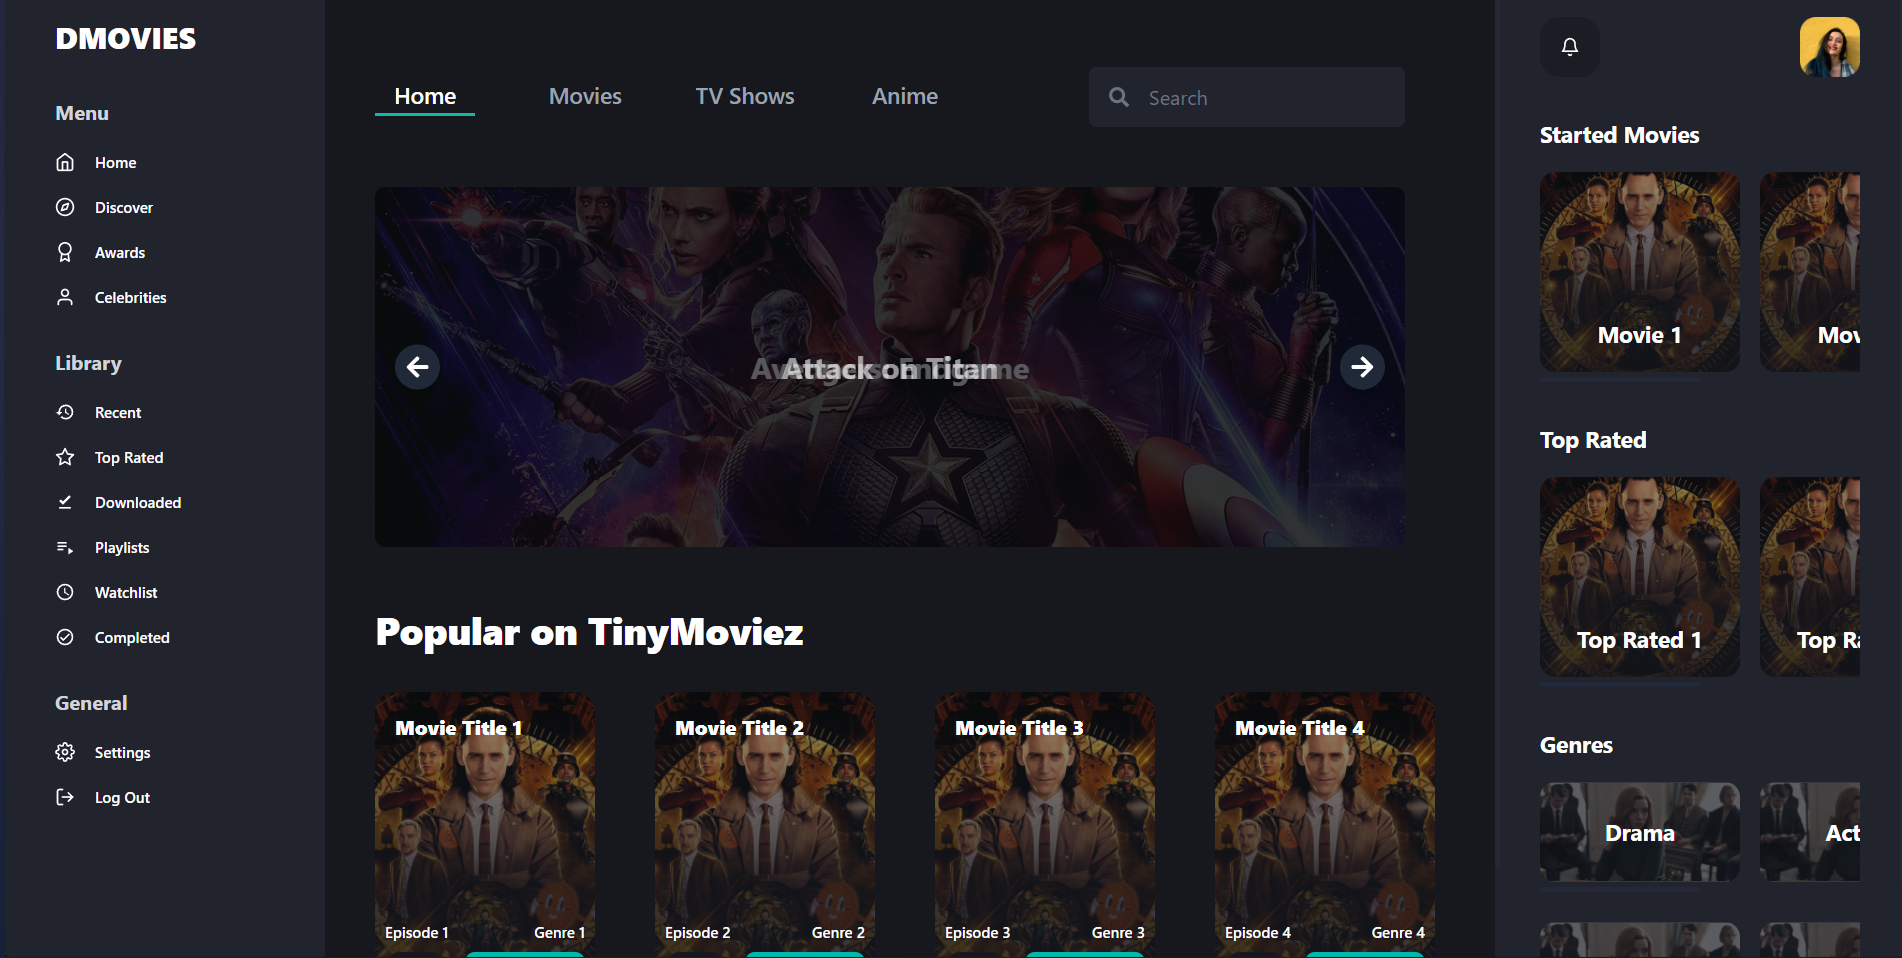 DMOVIES
Menu
Home
Discover
Awards
Celebrities
Library
Recent
Top Rated
Downloaded
Playlists
Watchlist
Completed
General
Settings
Log Out
Home Movies TV Shows Anime Search
Attack on Titan
Popular on TinyMoviez
Movie Title 1 Movie Title 2 Movie Title 3 Movie Title 4
Episode 1 Genre 1 Episode 2 Genre 2 Episode 3 Genre 3 Episode 4 Genre 4
Started Movies
Movie 1 Mov
Top Rated
Top Rated 1 Top Ra
Genres
Drama Act